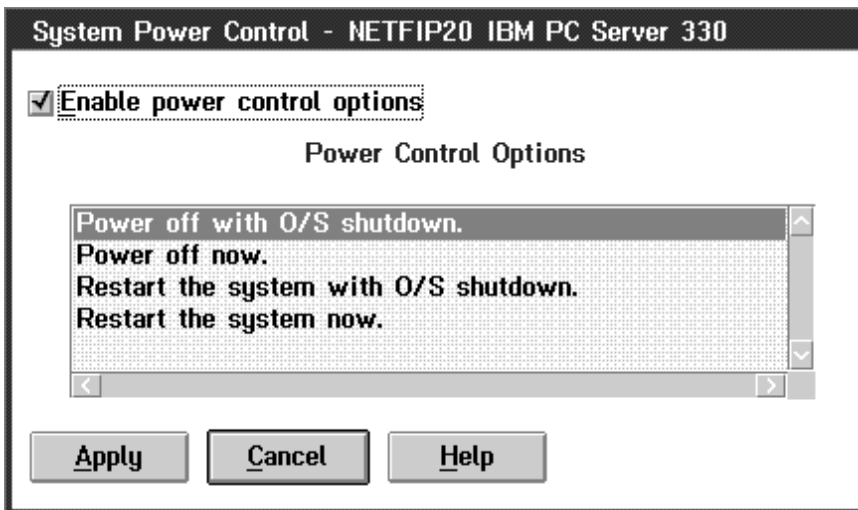 System Power Control - NETFIP20 IBM PC Server 330
Enable power control options
Power Control Options
Power off with O/S shutdown.
Power off now.
Restart the system with O/S shutdown.
Restart the system now.
Apply Cancel Help